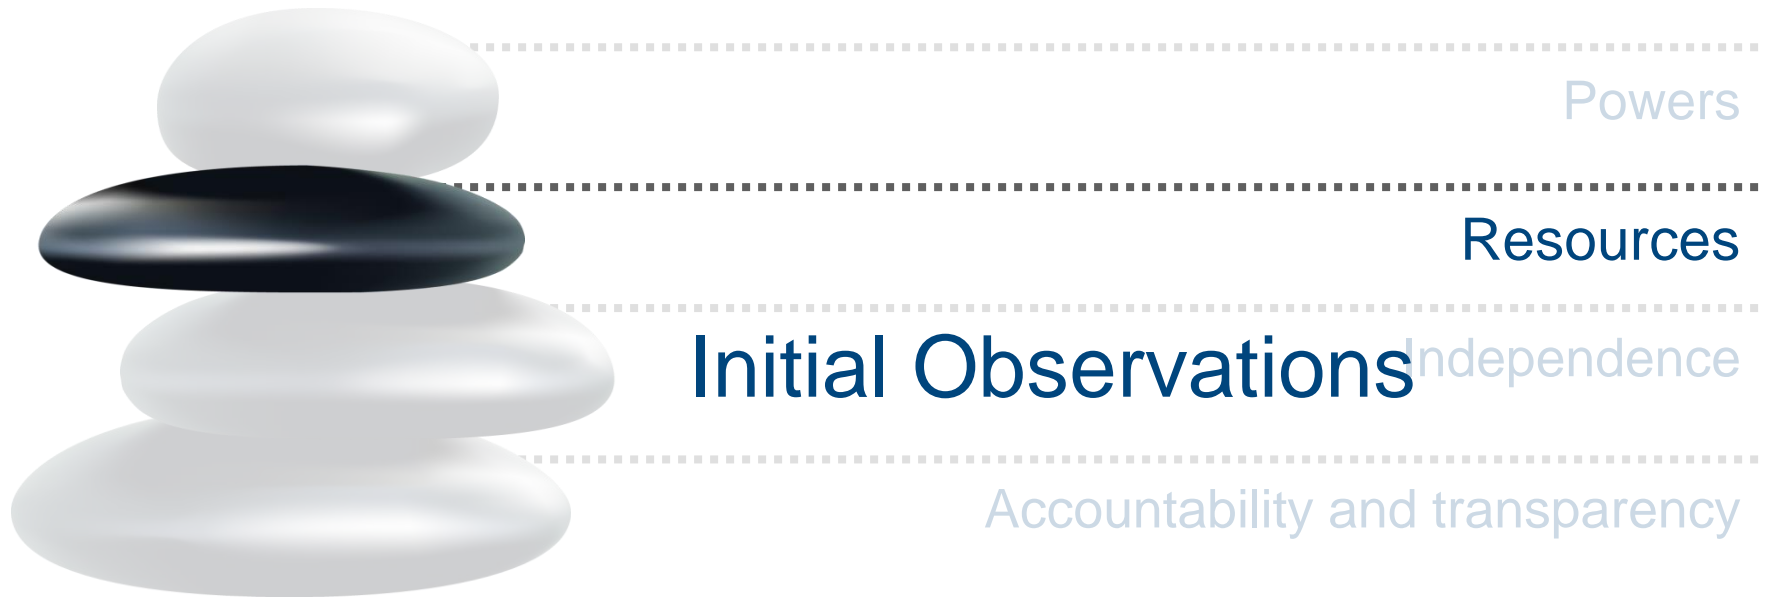 Powers
Resources
Initial Observations
Independence
Accountability and transparency